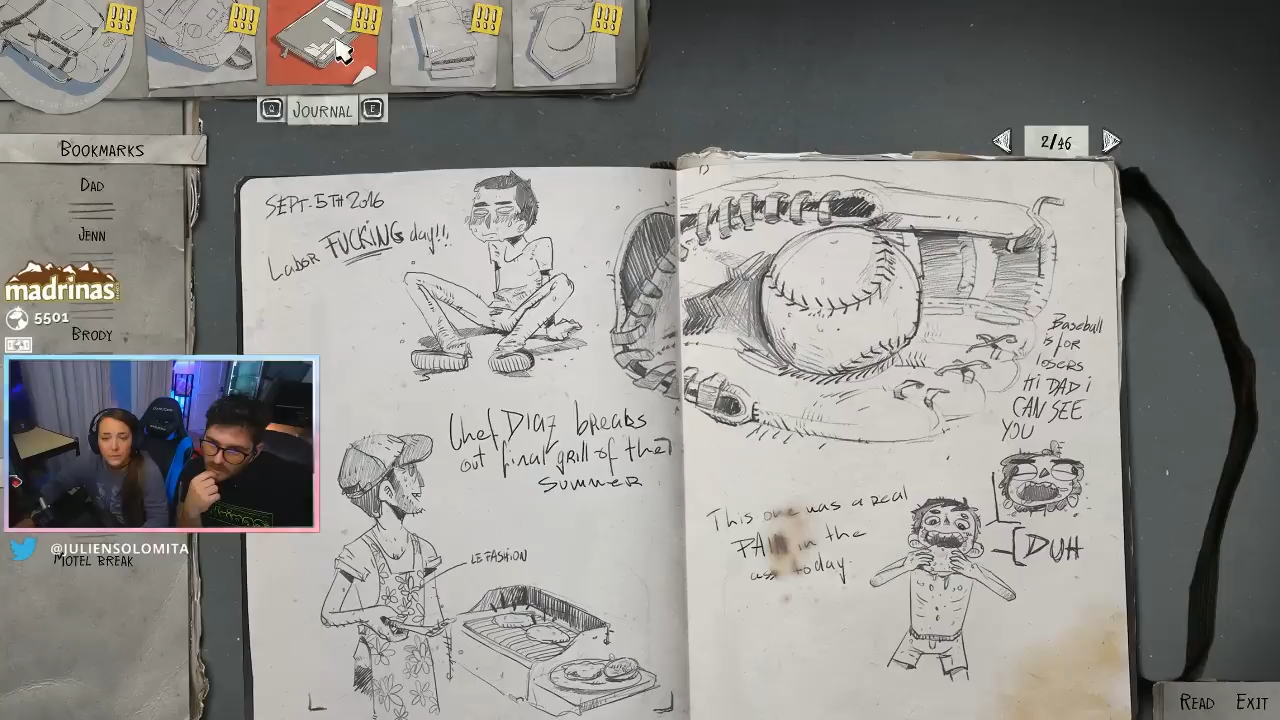 !!!
!!!
!!!
!!!
!!!
Q
JOURNAL
E
BOOKMARKS
DAD
JENN
BRODY
MOTEL BREAK
madrinas
5501
@JULIENSOLOMITA
2/46
SEPT. 5TH 2016
LABOR FUCKING day!!
Chef Diaz breaks
out final grill of the
SUMMER
LE FASHION
Baseball
is for
losers
Hi DAD i
CAN SEE
YOU
This one was a real
PAIN in the
ass today.
DUH
READ
EXIT